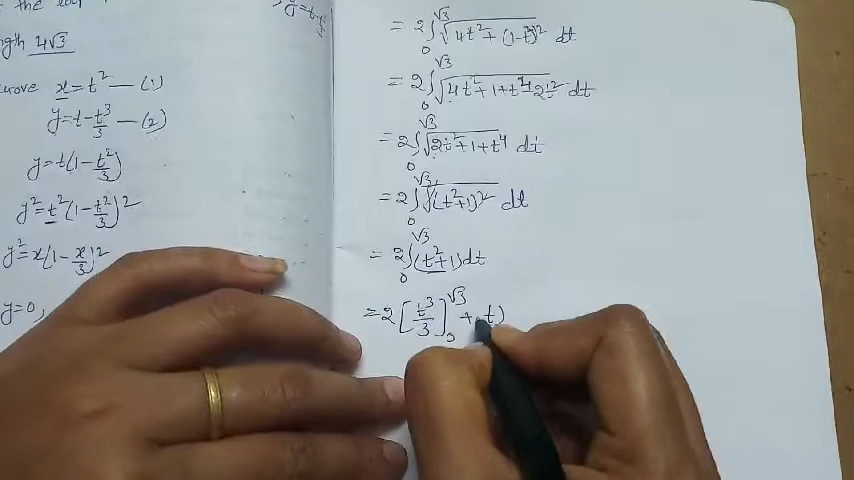 the
ngth 4√3
curve x = t² — (1)
y = t - t³/3 — (2)
y = t(1 - t²/3)
y² = t²(1 - t²/3)²
y² = x(1 - x/3)²
y = 0,
= 2 ∫₀^√3 √(4t² + (1-t²)²) dt
= 2 ∫₀^√3 √(4t² + 1 + t⁴ - 2t²) dt
= 2 ∫₀^√3 √(2t² + 1 + t⁴) dt
= 2 ∫₀^√3 √((t²+1)²) dt
= 2 ∫₀^√3 (t²+1) dt
= 2 [t³/3]₀^√3 + t)